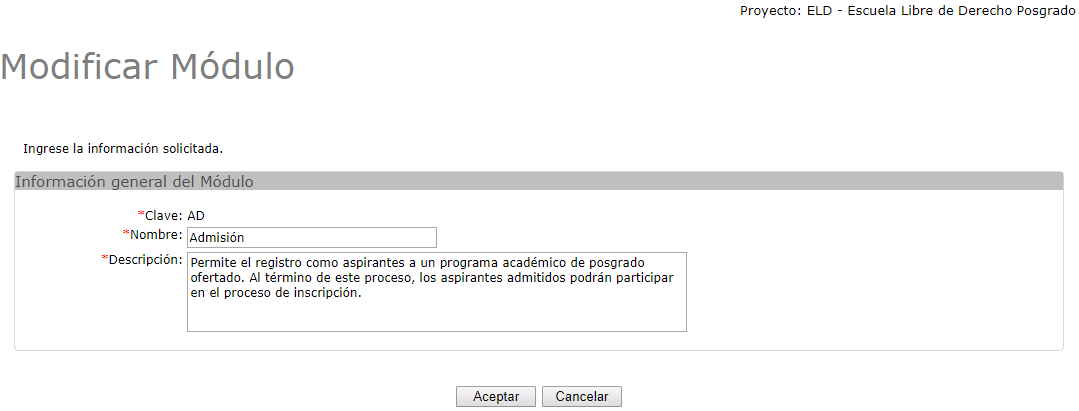 Proyecto: ELD - Escuela Libre de Derecho Posgrado
Modificar Módulo
Ingrese la información solicitada.
Información general del Módulo
*Clave: AD
*Nombre: Admisión
*Descripción: Permite el registro como aspirantes a un programa académico de posgrado
ofertado. Al término de este proceso, los aspirantes admitidos podrán participar
en el proceso de inscripción.
Aceptar Cancelar